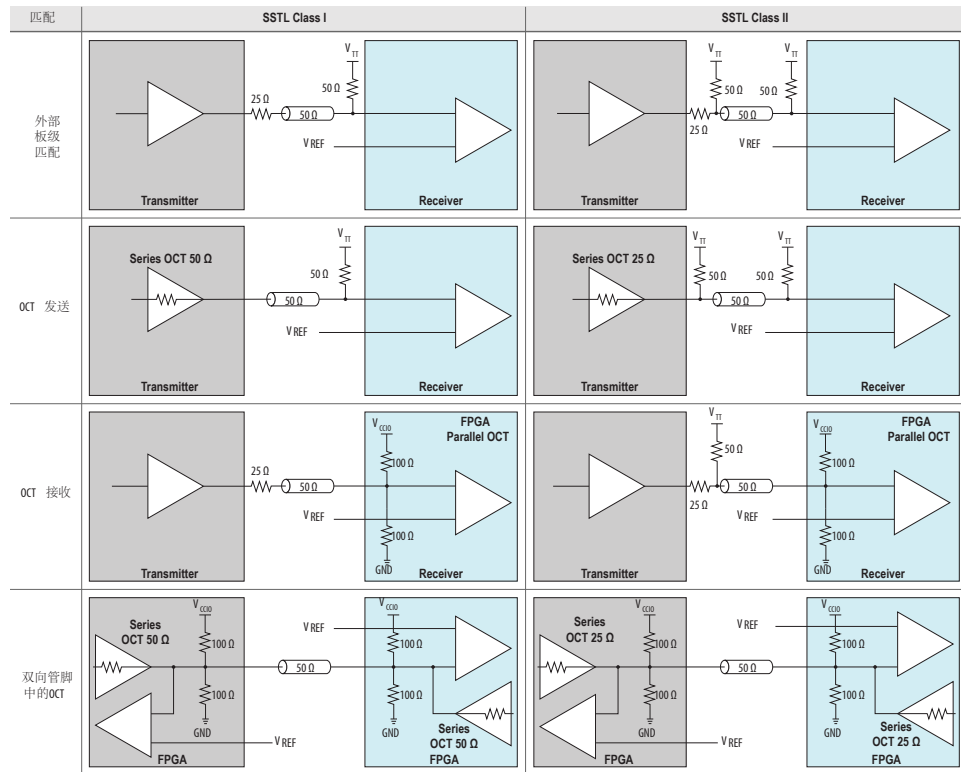 匹配
SSTL Class I
SSTL Class II
外部
板级
匹配
V TT
50 Ω
25 Ω
50 Ω
V REF
Transmitter
Receiver
V TT
V TT
50 Ω
50 Ω
25 Ω
50 Ω
V REF
Transmitter
Receiver
OCT 发送
Series OCT 50 Ω
V TT
50 Ω
50 Ω
V REF
Transmitter
Receiver
Series OCT 25 Ω
V TT
V TT
50 Ω
50 Ω
50 Ω
V REF
Transmitter
Receiver
OCT 接收
25 Ω
50 Ω
V CCIO
FPGA
Parallel OCT
100 Ω
V REF
100 Ω
GND
Transmitter
Receiver
V TT
50 Ω
25 Ω
50 Ω
V CCIO
FPGA
Parallel OCT
100 Ω
V REF
100 Ω
GND
Transmitter
Receiver
双向管脚
中的OCT
Series
OCT 50 Ω
V CCIO
100 Ω
100 Ω
GND
V REF
FPGA
50 Ω
V REF
V CCIO
100 Ω
100 Ω
GND
Series
OCT 50 Ω
FPGA
Series
OCT 25 Ω
V CCIO
100 Ω
100 Ω
GND
V REF
FPGA
50 Ω
V REF
V CCIO
100 Ω
100 Ω
GND
Series
OCT 25 Ω
FPGA